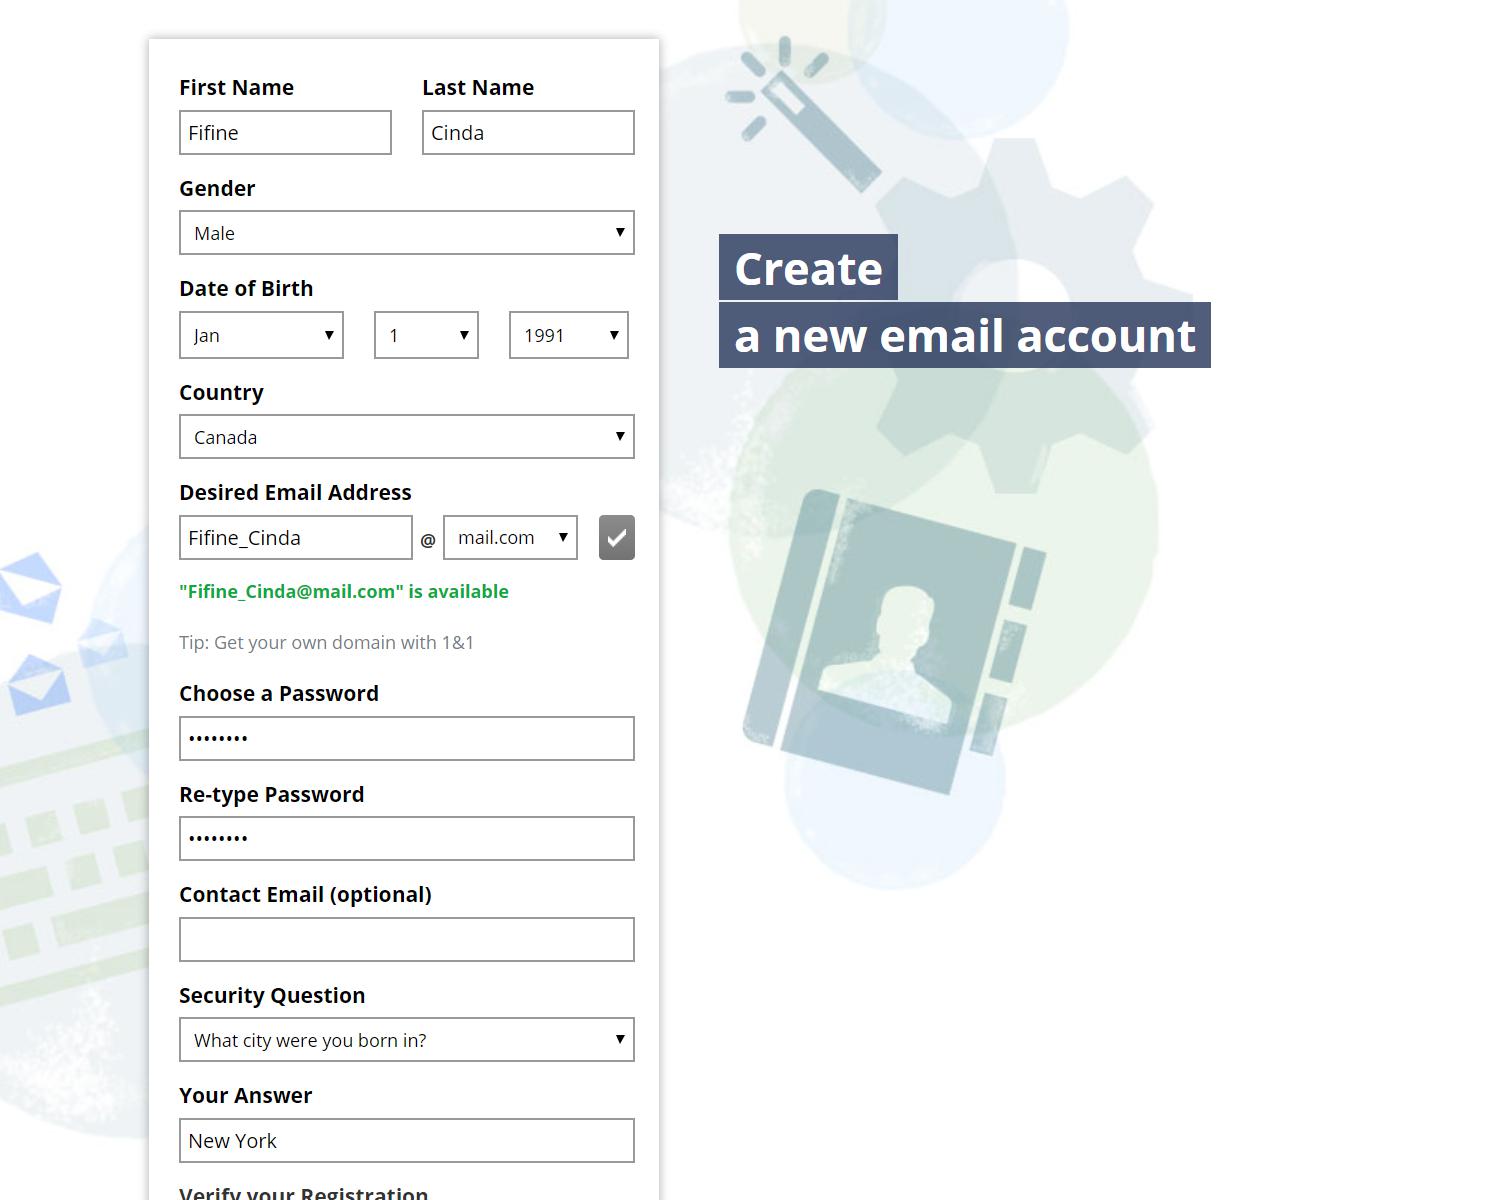 First Name Last Name
Fifine Cinda
Gender
Male
Date of Birth
Jan 1 1991
Country
Canada
Desired Email Address
Fifine_Cinda @ mail.com
"Fifine_Cinda@mail.com" is available
Tip: Get your own domain with 1&1
Choose a Password
••••••••
Re-type Password
••••••••
Contact Email (optional)
Security Question
What city were you born in?
Your Answer
New York
Verify your Registration
Create
a new email account